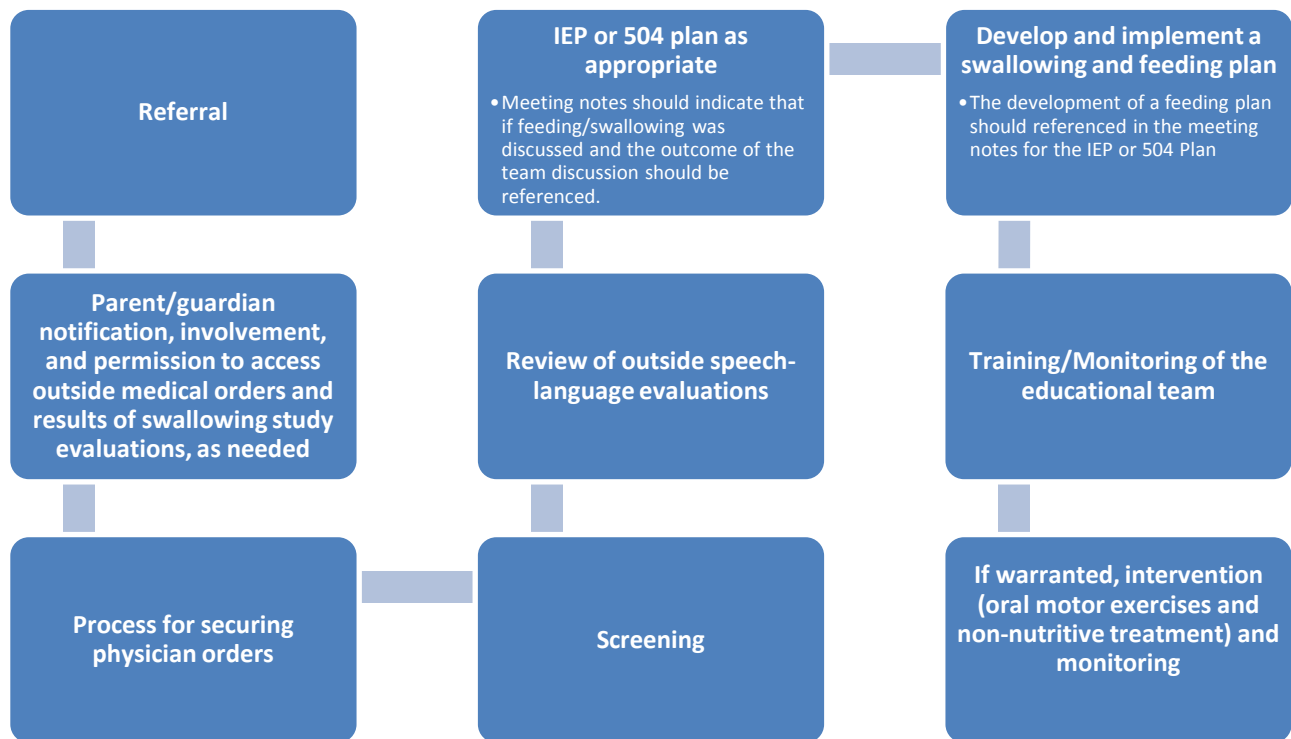 Referral
Parent/guardian
notification, involvement,
and permission to access
outside medical orders and
results of swallowing study
evaluations, as needed
Process for securing
physician orders
Screening
Review of outside speech-
language evaluations
IEP or 504 plan as
appropriate
•Meeting notes should indicate that
if feeding/swallowing was
discussed and the outcome of the
team discussion should be
referenced.
Develop and implement a
swallowing and feeding plan
•The development of a feeding plan
should referenced in the meeting
notes for the IEP or 504 Plan
Training/Monitoring of the
educational team
If warranted, intervention
(oral motor exercises and
non-nutritive treatment) and
monitoring